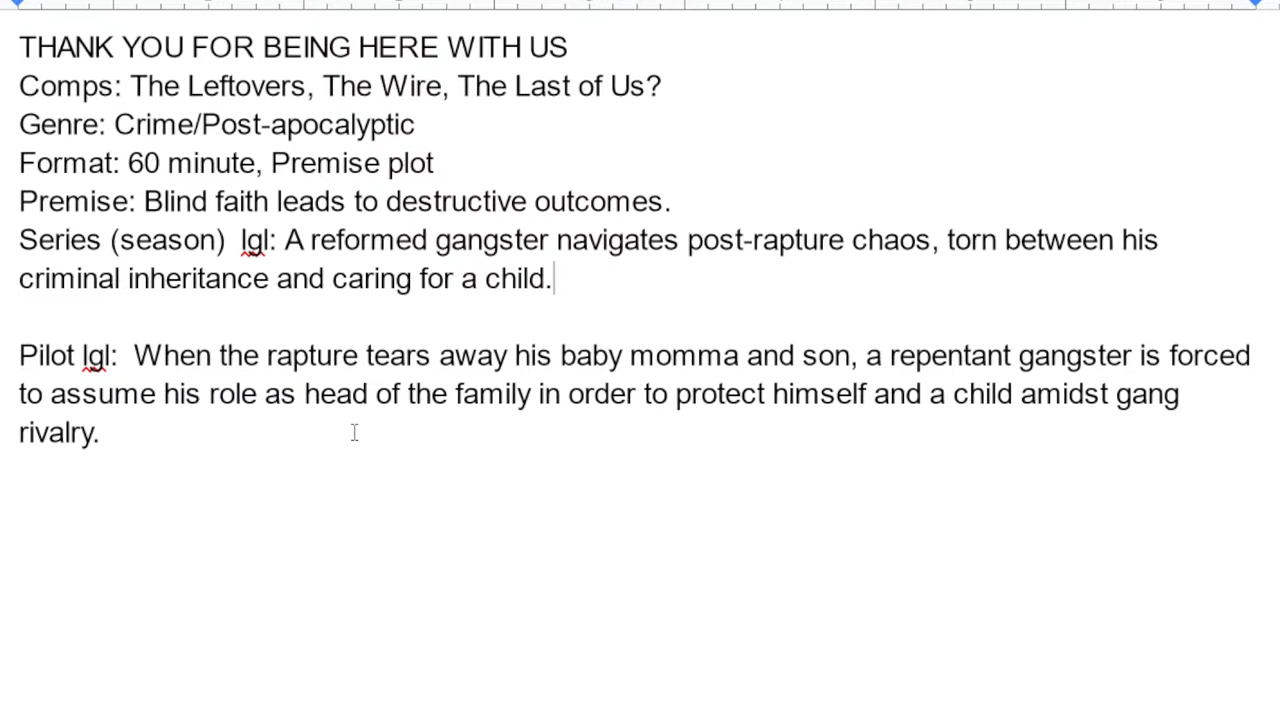 THANK YOU FOR BEING HERE WITH US
Comps: The Leftovers, The Wire, The Last of Us?
Genre: Crime/Post-apocalyptic
Format: 60 minute, Premise plot
Premise: Blind faith leads to destructive outcomes.
Series (season)  lgl: A reformed gangster navigates post-rapture chaos, torn between his
criminal inheritance and caring for a child.
Pilot lgl:  When the rapture tears away his baby momma and son, a repentant gangster is forced
to assume his role as head of the family in order to protect himself and a child amidst gang
rivalry.